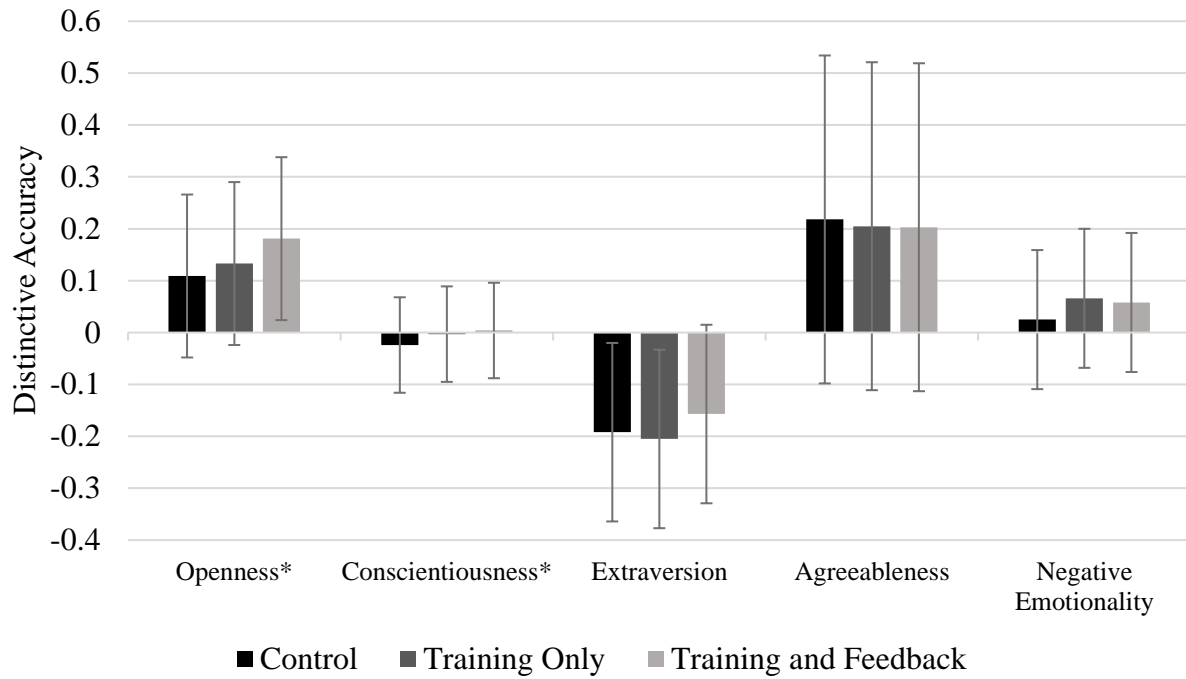 0.6
0.5
0.4
0.3
0.2
0.1
0
-0.1
-0.2
-0.3
-0.4
Distinctive Accuracy
Openness*
Conscientiousness*
Extraversion
Agreeableness
Negative
Emotionality
Control
Training Only
Training and Feedback